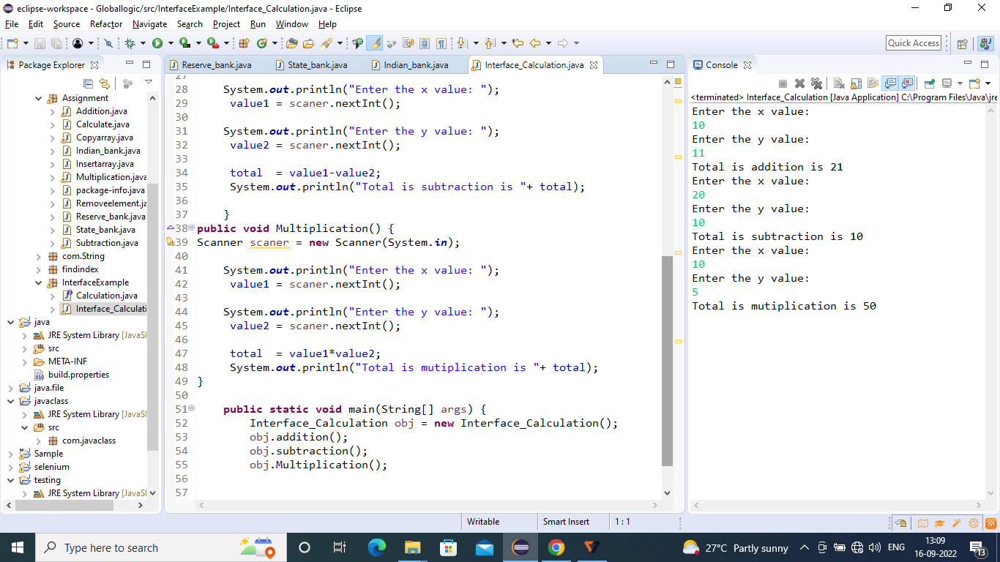 eclipse-workspace - Globallogic/src/InterfaceExample/Interface_Calculation.java - Eclipse
File Edit Source Refactor Navigate Search Project Run Window Help
Quick Access
Package Explorer
Assignment
Addition.java
Calculate.java
Copyarray.java
Indian_bank.java
Insertarray.java
Multiplication.java
package-info.java
Removeelement.ja
Reserve_bank.java
State_bank.java
Subtraction.java
com.String
findindex
InterfaceExample
Calculation.java
Interface_Calculati
java
JRE System Library [JavaSI
src
META-INF
build.properties
java.file
javaclass
JRE System Library [JavaSI
src
com.javaclass
Sample
selenium
testing
JRE System Library [JavaSI
Reserve_bank.java State_bank.java Indian_bank.java Interface_Calculation.java
27
28 System.out.println("Enter the x value: ");
29 value1 = scaner.nextInt();
30
31 System.out.println("Enter the y value: ");
32 value2 = scaner.nextInt();
33
34 total  = value1-value2;
35 System.out.println("Total is subtraction is "+ total);
36
37 }
38 public void Multiplication() {
39 Scanner scaner = new Scanner(System.in);
40
41 System.out.println("Enter the x value: ");
42 value1 = scaner.nextInt();
43
44 System.out.println("Enter the y value: ");
45 value2 = scaner.nextInt();
46
47 total  = value1*value2;
48 System.out.println("Total is mutiplication is "+ total);
49 }
50
51 public static void main(String[] args) {
52 Interface_Calculation obj = new Interface_Calculation();
53 obj.addition();
54 obj.subtraction();
55 obj.Multiplication();
56
57
Console
<terminated> Interface_Calculation [Java Application] C:\Program Files\Java\jre
Enter the x value:
10
Enter the y value:
11
Total is addition is 21
Enter the x value:
20
Enter the y value:
10
Total is subtraction is 10
Enter the x value:
10
Enter the y value:
5
Total is mutiplication is 50
Writable Smart Insert 1 : 1
Type here to search
27°C Partly sunny
ENG
13:09
16-09-2022
13